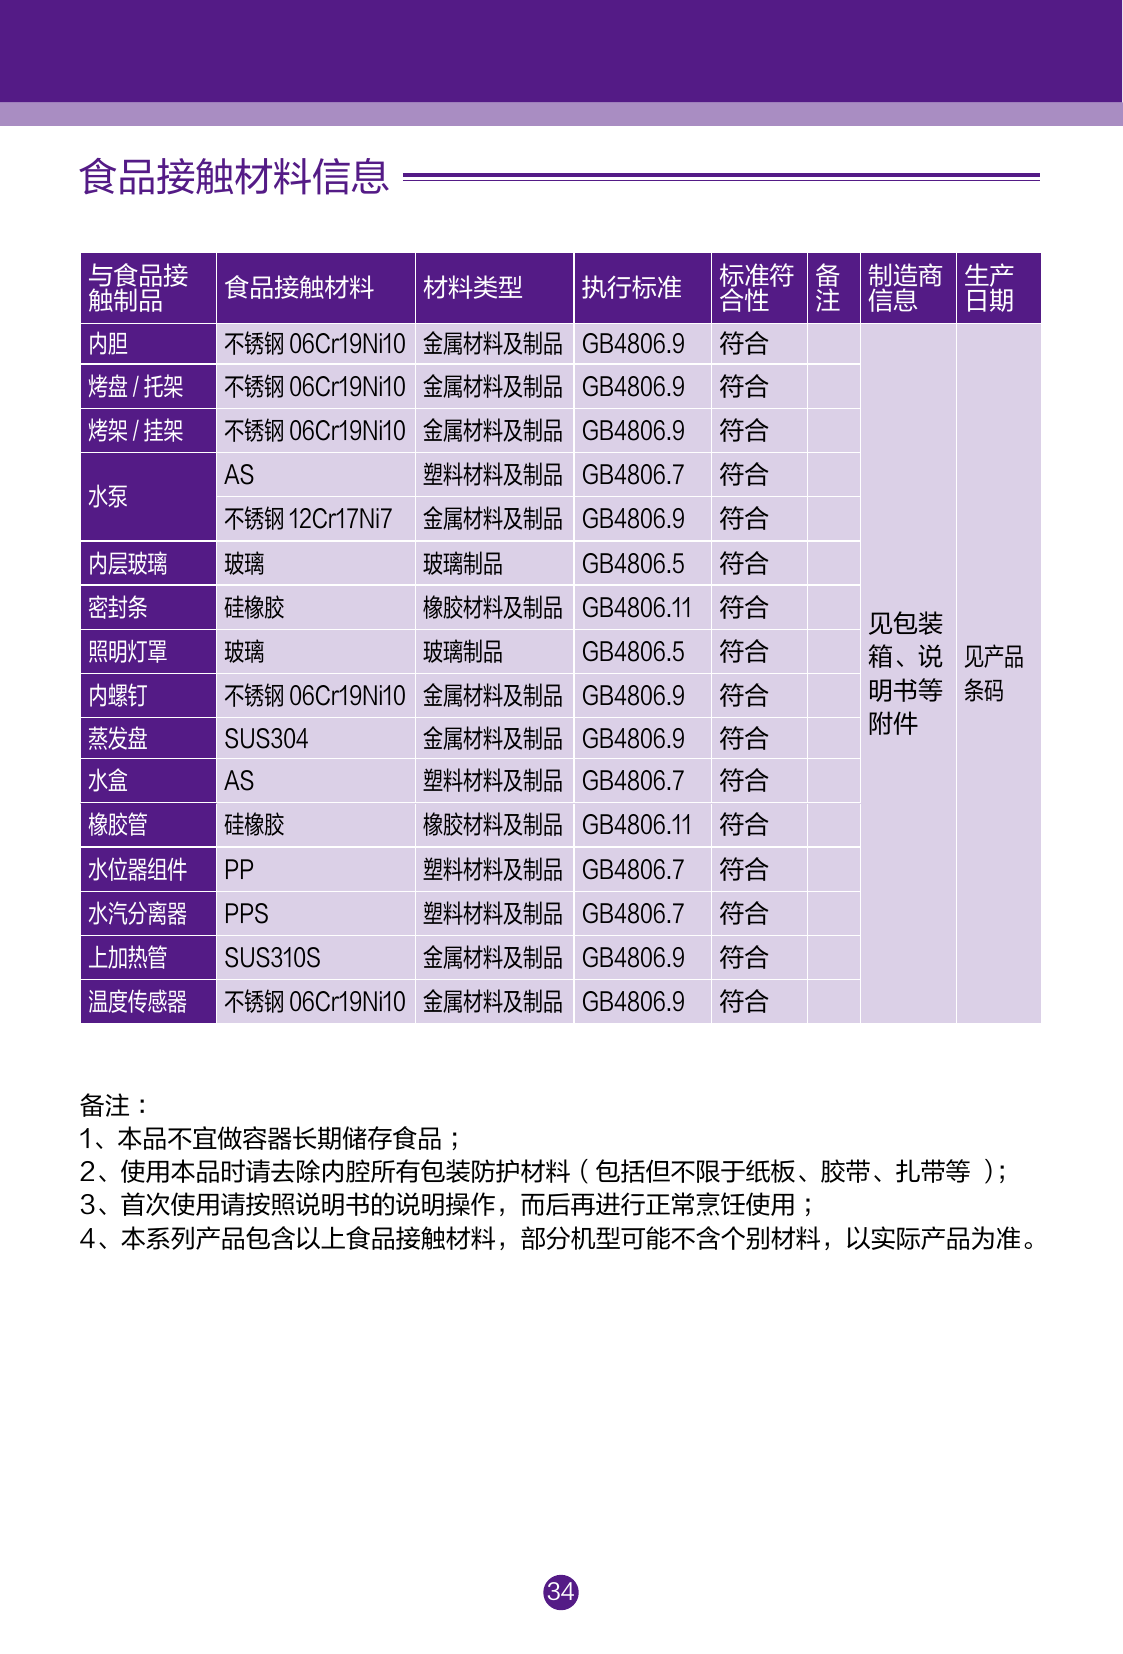 食品接触材料信息
与食品接触制品 食品接触材料 材料类型 执行标准 标准符合性 备注 制造商信息 生产日期
内胆 不锈钢 06Cr19Ni10 金属材料及制品 GB4806.9 符合
烤盘 / 托架 不锈钢 06Cr19Ni10 金属材料及制品 GB4806.9 符合
烤架 / 挂架 不锈钢 06Cr19Ni10 金属材料及制品 GB4806.9 符合
水泵 AS 塑料材料及制品 GB4806.7 符合
不锈钢 12Cr17Ni7 金属材料及制品 GB4806.9 符合
内层玻璃 玻璃 玻璃制品 GB4806.5 符合
密封条 硅橡胶 橡胶材料及制品 GB4806.11 符合
照明灯罩 玻璃 玻璃制品 GB4806.5 符合
内螺钉 不锈钢 06Cr19Ni10 金属材料及制品 GB4806.9 符合
蒸发盘 SUS304 金属材料及制品 GB4806.9 符合
水盒 AS 塑料材料及制品 GB4806.7 符合
橡胶管 硅橡胶 橡胶材料及制品 GB4806.11 符合
水位器组件 PP 塑料材料及制品 GB4806.7 符合
水汽分离器 PPS 塑料材料及制品 GB4806.7 符合
上加热管 SUS310S 金属材料及制品 GB4806.9 符合
温度传感器 不锈钢 06Cr19Ni10 金属材料及制品 GB4806.9 符合
见包装
箱、说
明书等
附件
见产品
条码
备注：
1、本品不宜做容器长期储存食品；
2、使用本品时请去除内腔所有包装防护材料（包括但不限于纸板、胶带、扎带等 ）；
3、首次使用请按照说明书的说明操作，而后再进行正常烹饪使用；
4、本系列产品包含以上食品接触材料，部分机型可能不含个别材料，以实际产品为准。
34